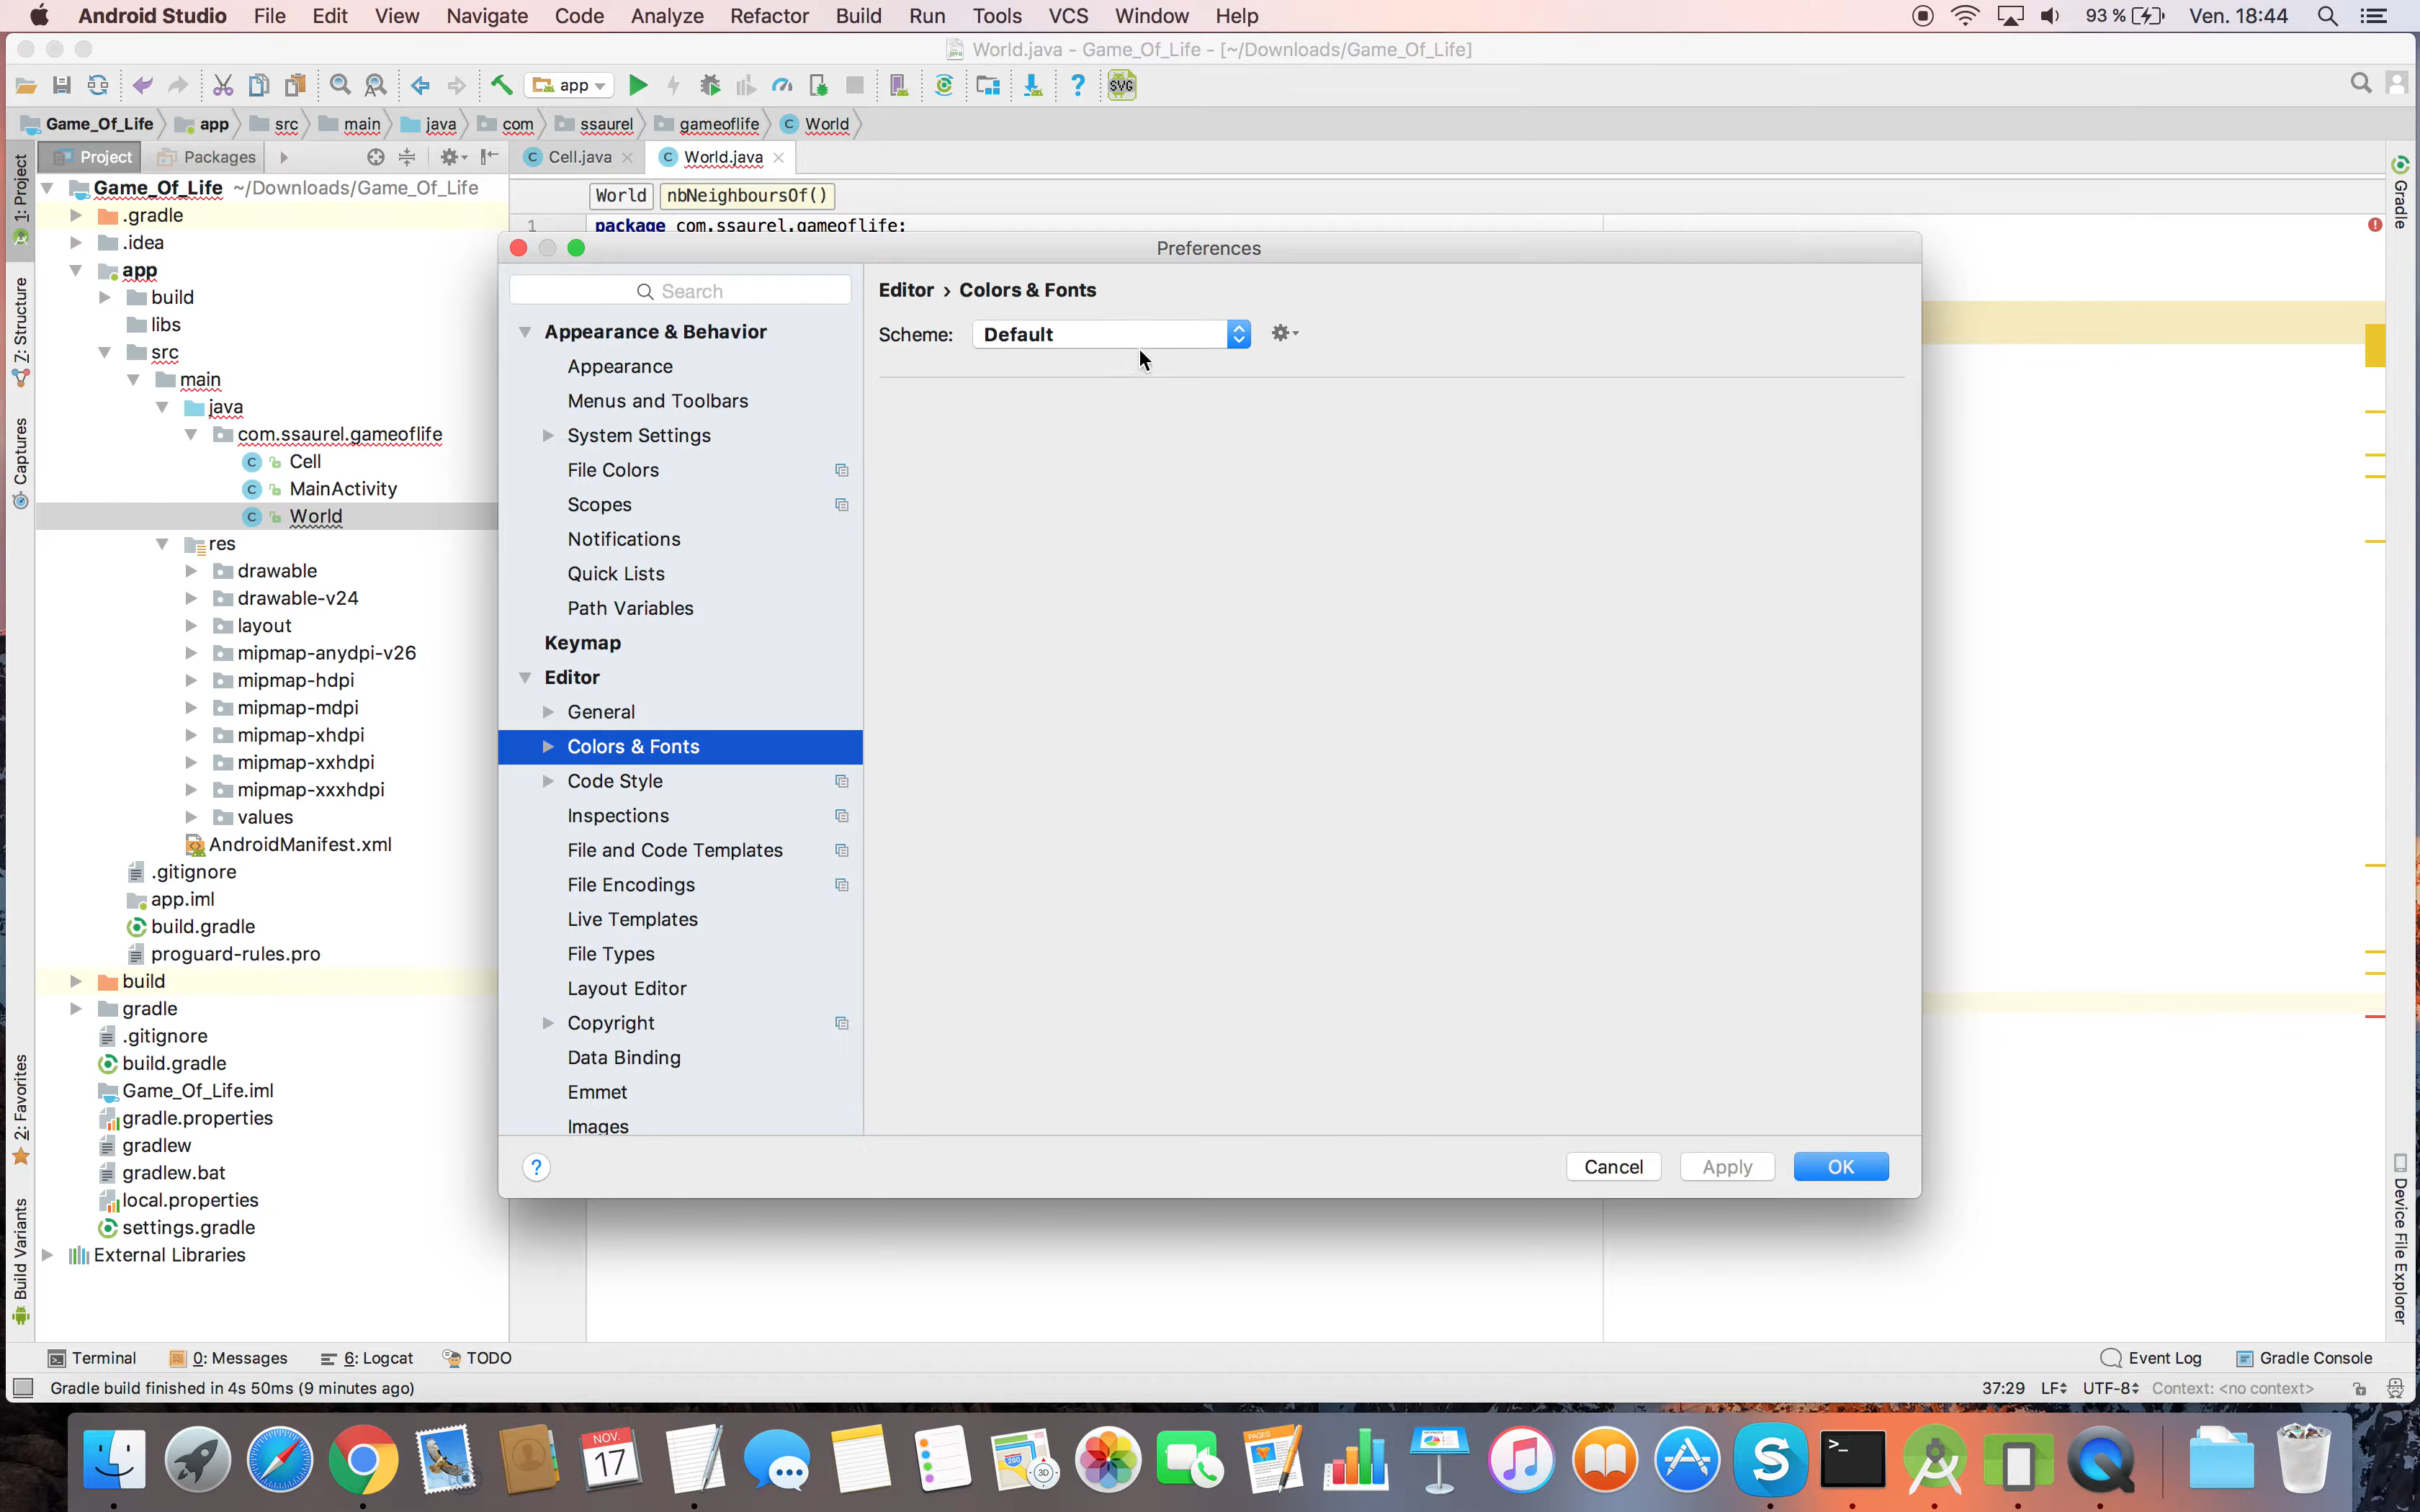 Android Studio File Edit View Navigate Code Analyze Refactor Build Run Tools VCS Window Help 93 % Ven. 18:44
World.java - Game_Of_Life - [~/Downloads/Game_Of_Life]
app
SVG
Game_Of_Life app src main java com ssaurel gameoflife World
Project Packages Cell.java World.java
Game_Of_Life ~/Downloads/Game_Of_Life
World nbNeighboursOf()
.gradle
1 package com.ssaurel.gameoflife;
.idea
app
build
libs
src
main
java
com.ssaurel.gameoflife
Cell
MainActivity
World
res
drawable
drawable-v24
layout
mipmap-anydpi-v26
mipmap-hdpi
mipmap-mdpi
mipmap-xhdpi
mipmap-xxhdpi
mipmap-xxxhdpi
values
AndroidManifest.xml
.gitignore
app.iml
build.gradle
proguard-rules.pro
build
gradle
.gitignore
build.gradle
Game_Of_Life.iml
gradle.properties
gradlew
gradlew.bat
local.properties
settings.gradle
External Libraries
1: Project
7: Structure
Captures
2: Favorites
Build Variants
Preferences
Search
Appearance & Behavior
Appearance
Menus and Toolbars
System Settings
File Colors
Scopes
Notifications
Quick Lists
Path Variables
Keymap
Editor
General
Colors & Fonts
Code Style
Inspections
File and Code Templates
File Encodings
Live Templates
File Types
Layout Editor
Copyright
Data Binding
Emmet
Images
Editor › Colors & Fonts
Scheme: Default
? Cancel Apply OK
Gradle
Device File Explorer
Terminal 0: Messages 6: Logcat TODO Event Log Gradle Console
Gradle build finished in 4s 50ms (9 minutes ago) 37:29 LF UTF-8 Context: <no context>
NOV.
17
280
3D
PAGES
>_